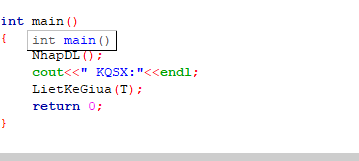 int main()
{
int main()
NhapDL();
cout<<" KQSX:"<<endl;
LietKeGiua(T);
return 0;
}